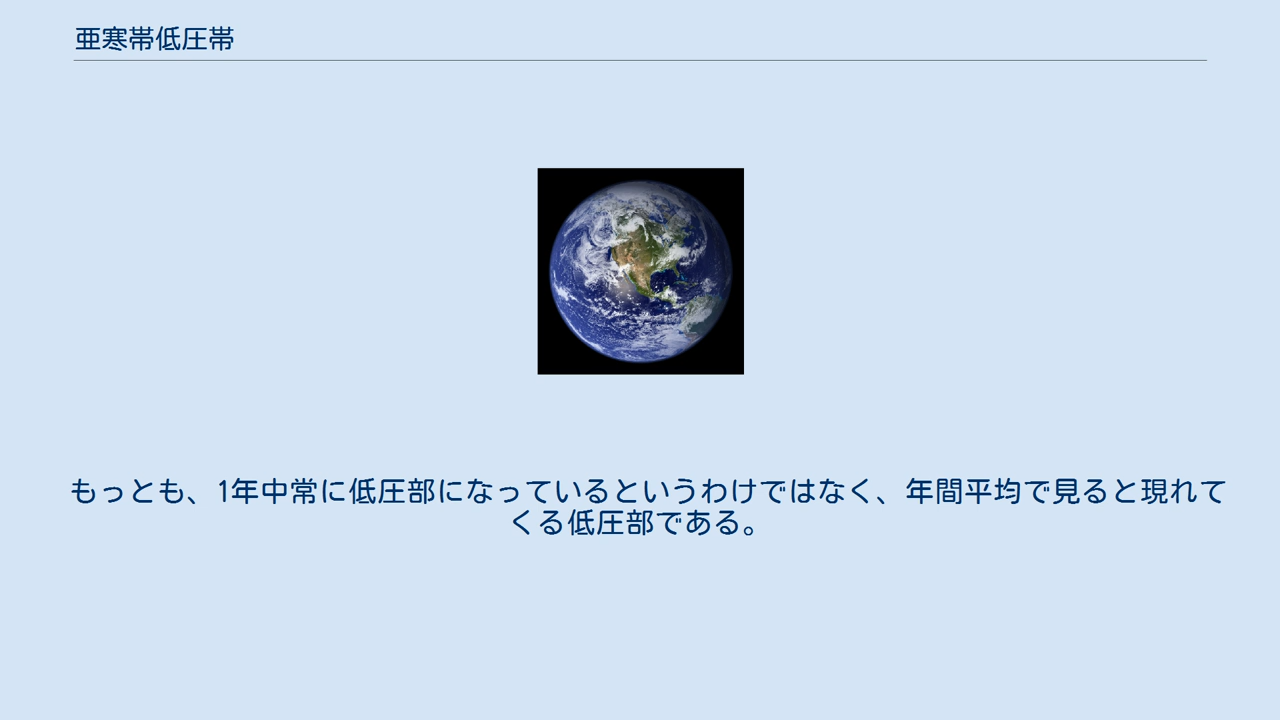 亜寒帯低圧帯
もっとも、1年中常に低圧部になっているというわけではなく、年間平均で見ると現れて
くる低圧部である。